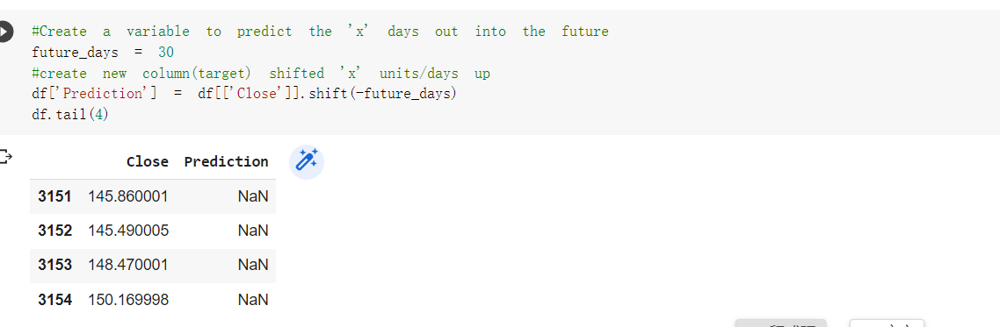 #Create a variable to predict the 'x' days out into the future
future_days = 30
#create new column(target) shifted 'x' units/days up
df['Prediction'] = df[['Close']].shift(-future_days)
df.tail(4)
Close Prediction
3151 145.860001 NaN
3152 145.490005 NaN
3153 148.470001 NaN
3154 150.169998 NaN